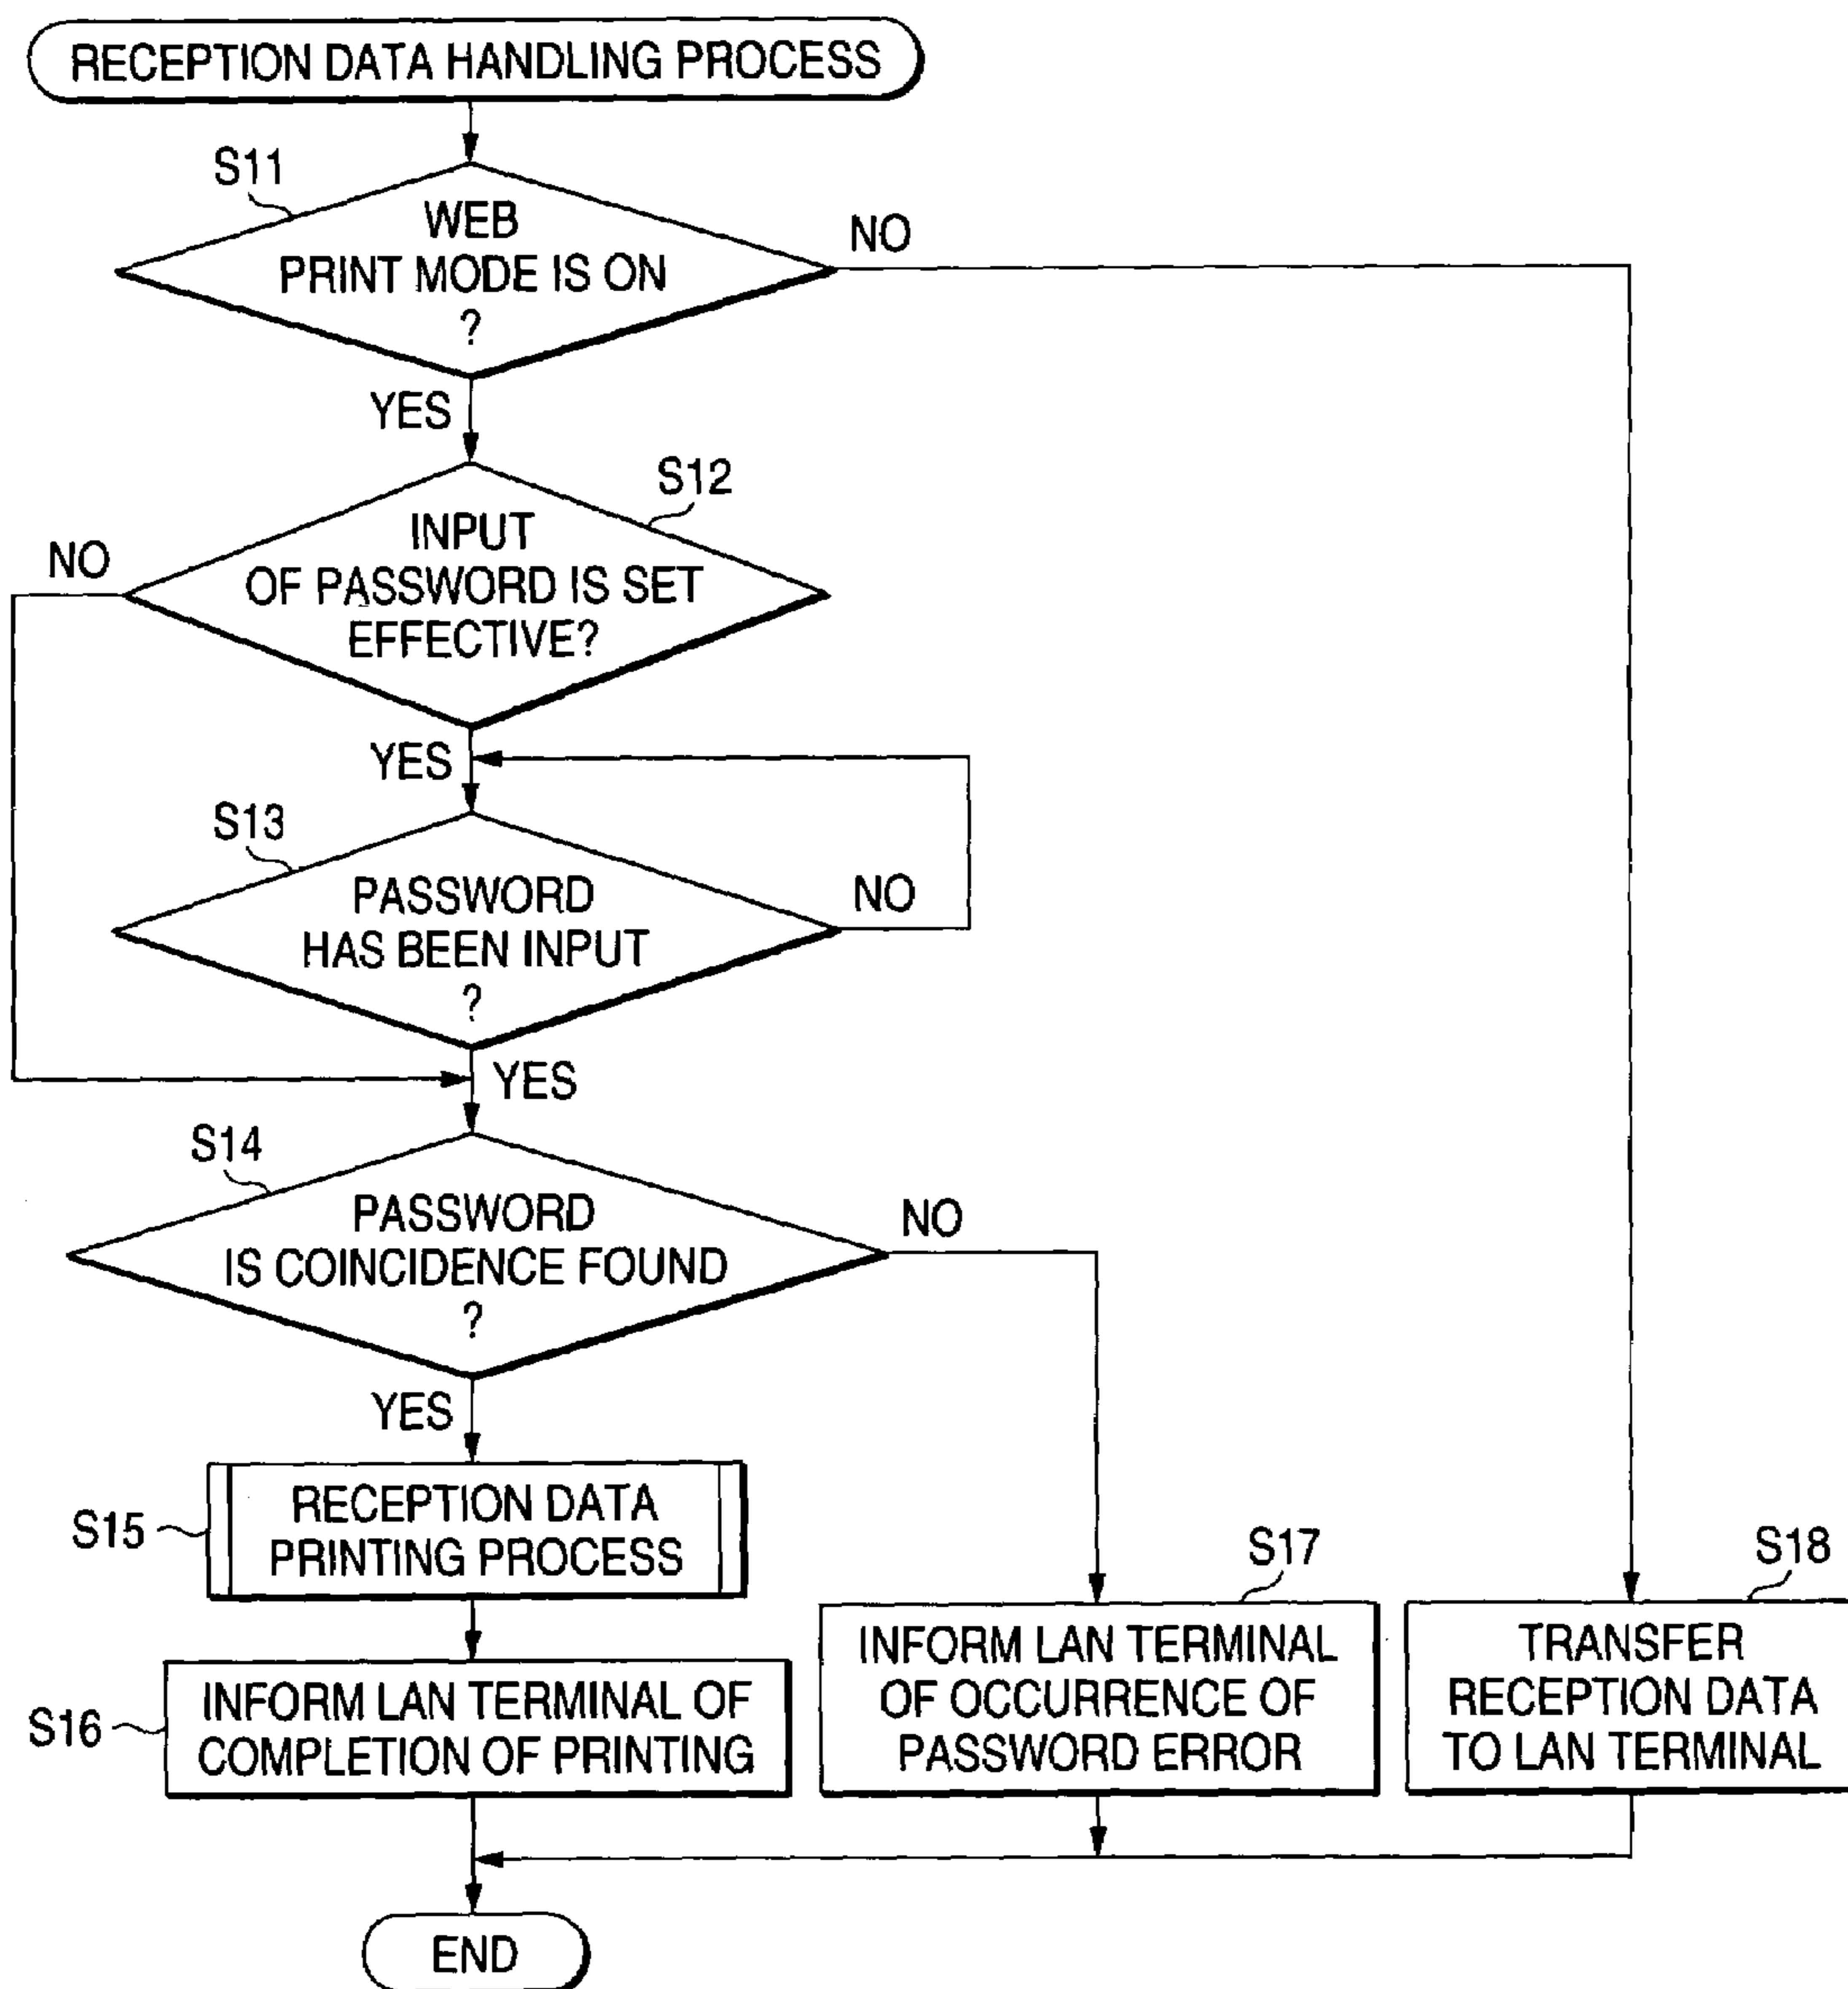 RECEPTION DATA HANDLING PROCESS
S11
WEB
PRINT MODE IS ON
?
NO
YES
S12
INPUT
OF PASSWORD IS SET
EFFECTIVE?
NO
YES
S13
PASSWORD
HAS BEEN INPUT
?
NO
YES
S14
PASSWORD
IS COINCIDENCE FOUND
?
NO
YES
S15
RECEPTION DATA
PRINTING PROCESS
S16
INFORM LAN TERMINAL OF
COMPLETION OF PRINTING
S17
INFORM LAN TERMINAL
OF OCCURRENCE OF
PASSWORD ERROR
S18
TRANSFER
RECEPTION DATA
TO LAN TERMINAL
END